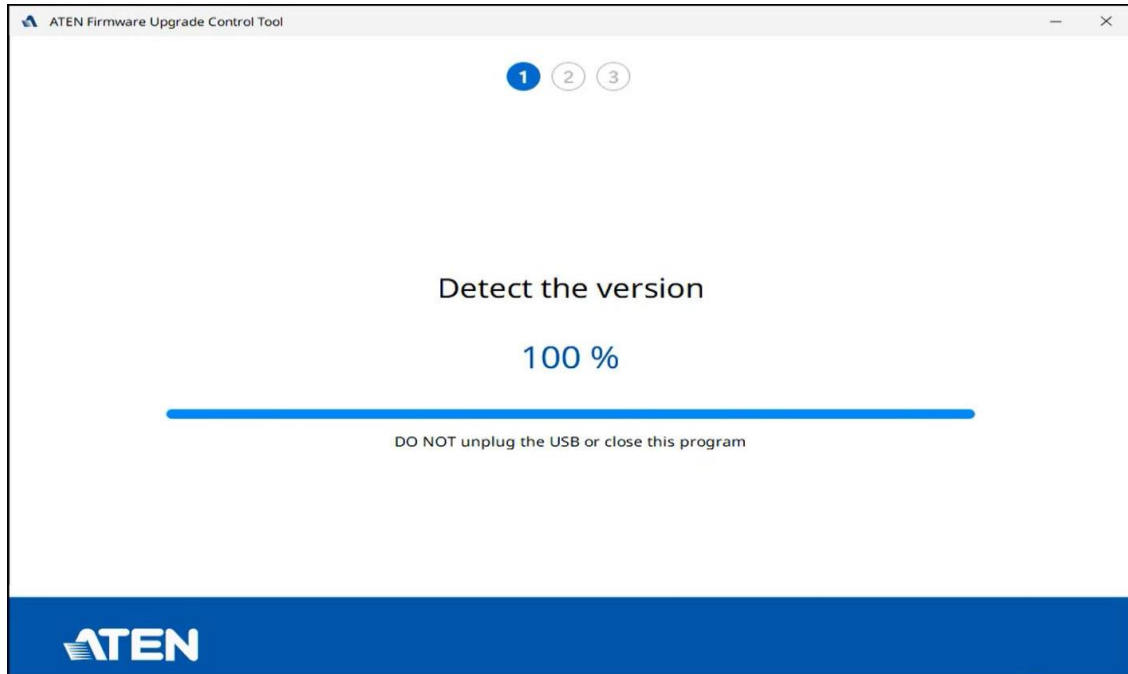 ATEN Firmware Upgrade Control Tool
1 2 3
Detect the version
100 %
DO NOT unplug the USB or close this program
ATEN